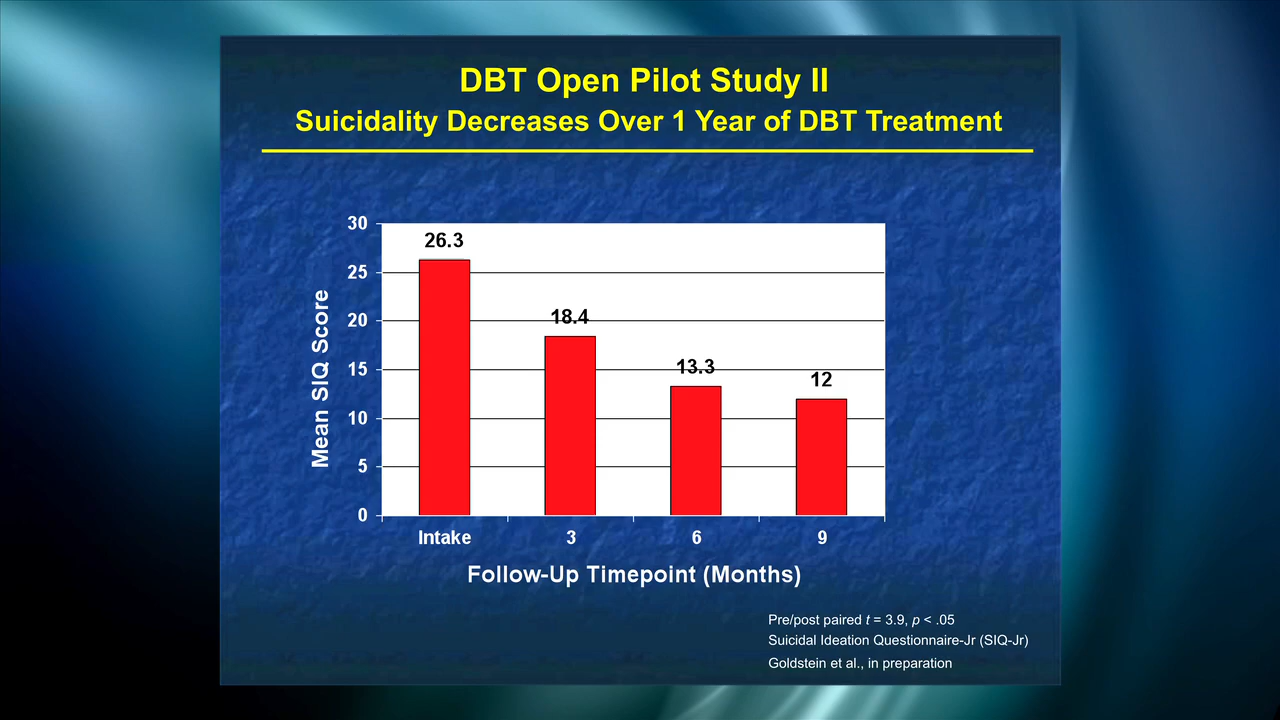 DBT Open Pilot Study II
Suicidality Decreases Over 1 Year of DBT Treatment
Mean SIQ Score
30
25
20
15
10
5
0
26.3
18.4
13.3
12
Intake 3 6 9
Follow-Up Timepoint (Months)
Pre/post paired t = 3.9, p < .05
Suicidal Ideation Questionnaire-Jr (SIQ-Jr)
Goldstein et al., in preparation